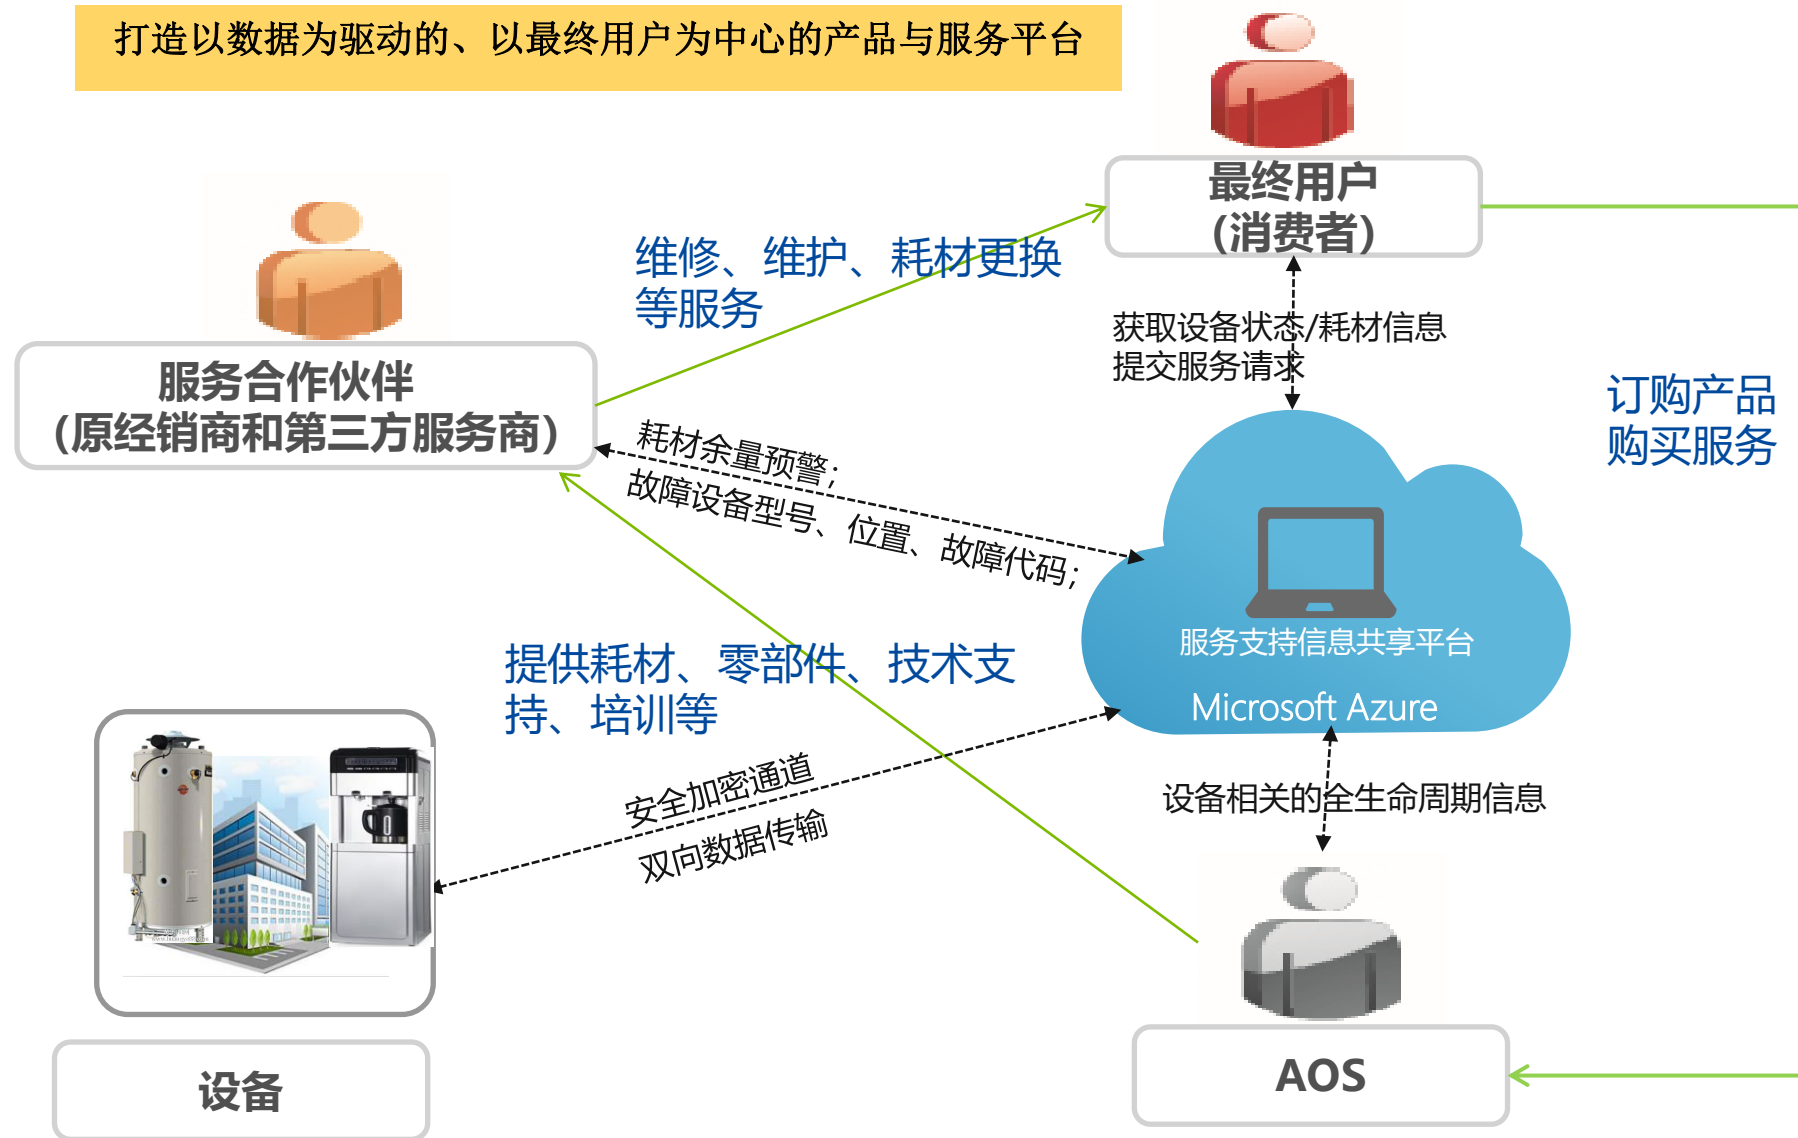 打造以数据为驱动的、以最终用户为中心的产品与服务平台
最终用户
（消费者）
维修、维护、耗材更换
等服务
获取设备状态/耗材信息
提交服务请求
服务合作伙伴
（原经销商和第三方服务商）
订购产品
购买服务
耗材余量预警；
故障设备型号、位置、故障代码；
服务支持信息共享平台
Microsoft Azure
提供耗材、零部件、技术支
持、培训等
安全加密通道
双向数据传输
设备相关的全生命周期信息
设备
AOS